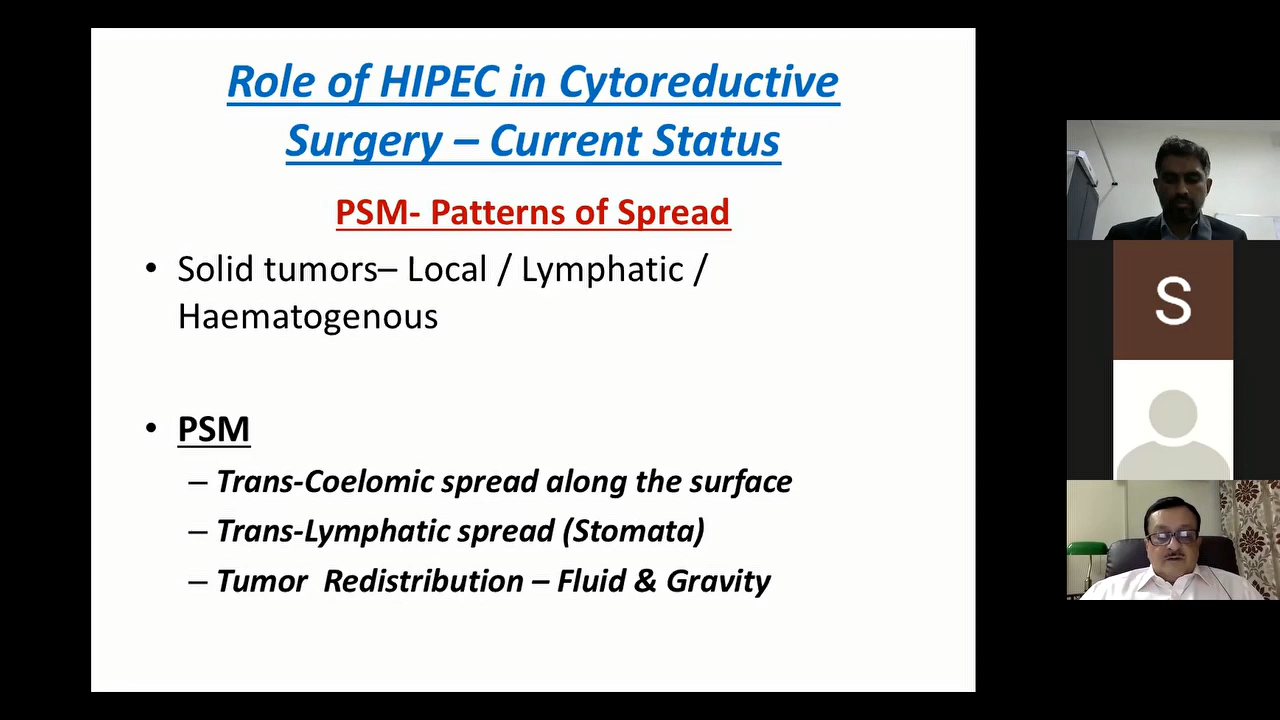 Role of HIPEC in Cytoreductive
Surgery – Current Status
PSM- Patterns of Spread
• Solid tumors– Local / Lymphatic /
Haematogenous
• PSM
– Trans-Coelomic spread along the surface
– Trans-Lymphatic spread (Stomata)
– Tumor Redistribution – Fluid & Gravity
S